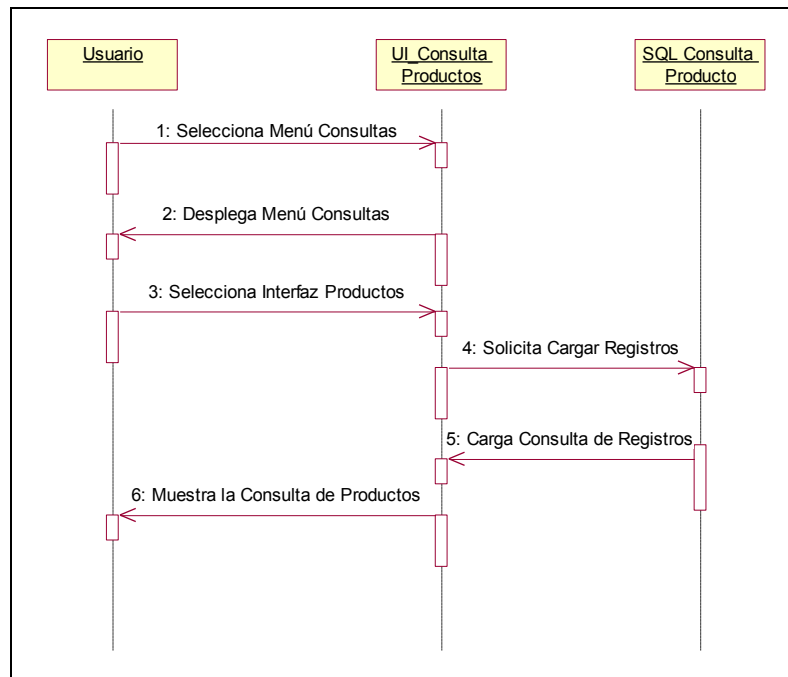 Usuario
UI_Consulta
Productos
SQL Consulta
Producto
1: Selecciona Menú Consultas
2: Desplega Menú Consultas
3: Selecciona Interfaz Productos
4: Solicita Cargar Registros
5: Carga Consulta de Registros
6: Muestra la Consulta de Productos